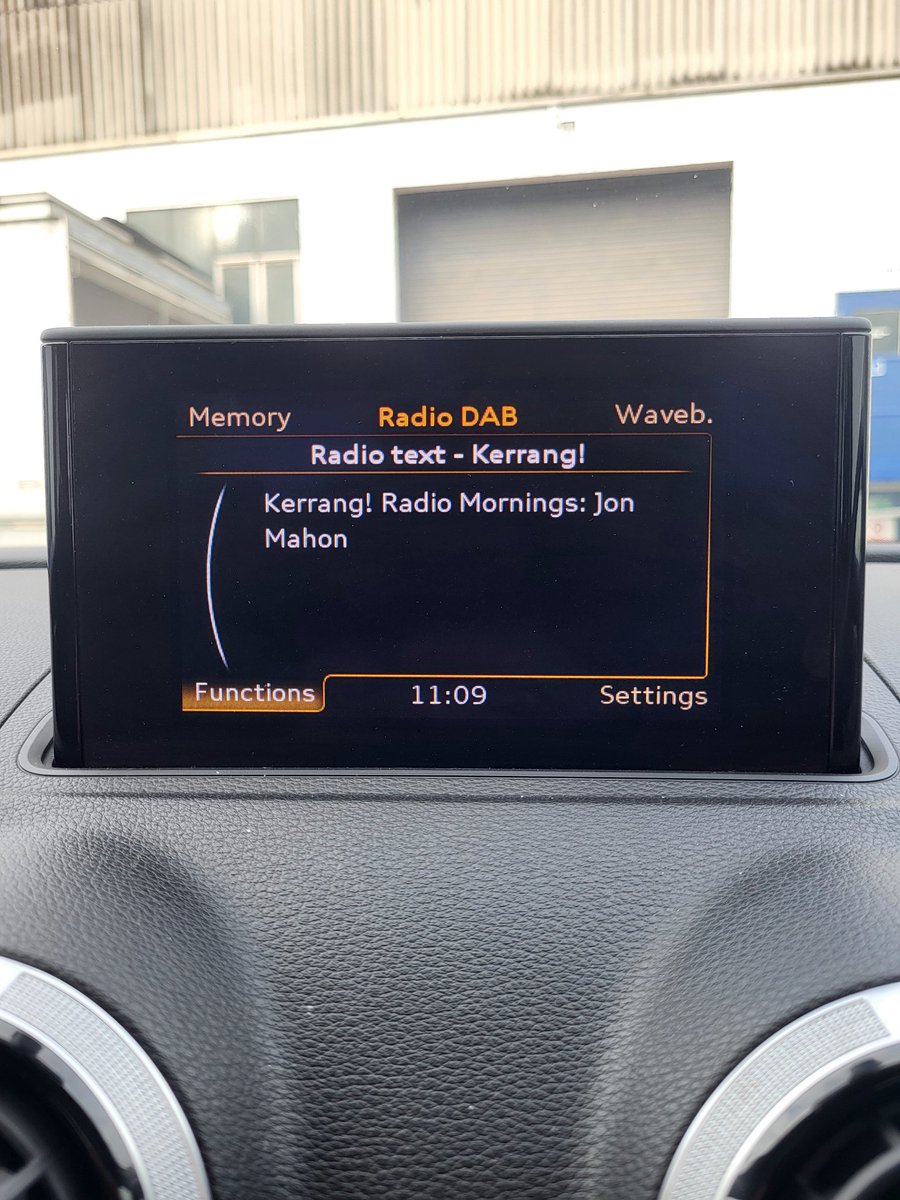 Memory Radio DAB Waveb.
Radio text - Kerrang!
Kerrang! Radio Mornings: Jon
Mahon
Functions 11:09 Settings